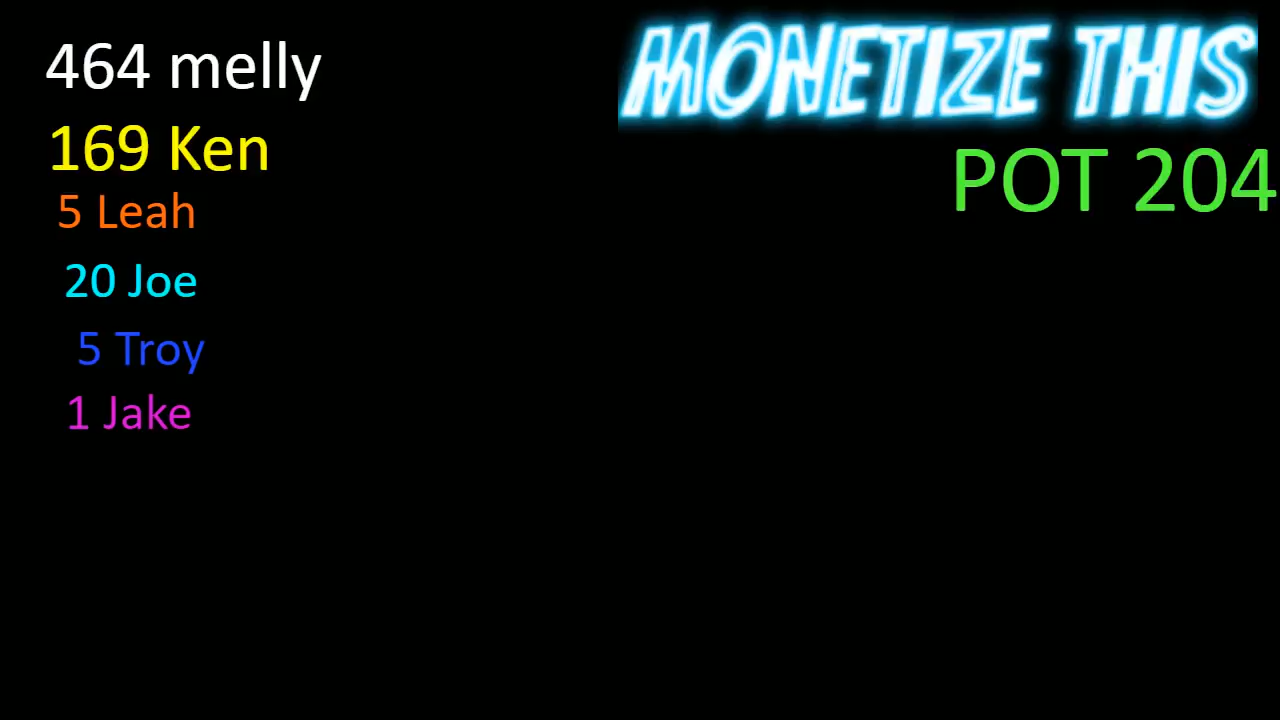 464 melly
MONETIZE THIS
169 Ken
POT 204
5 Leah
20 Joe
5 Troy
1 Jake